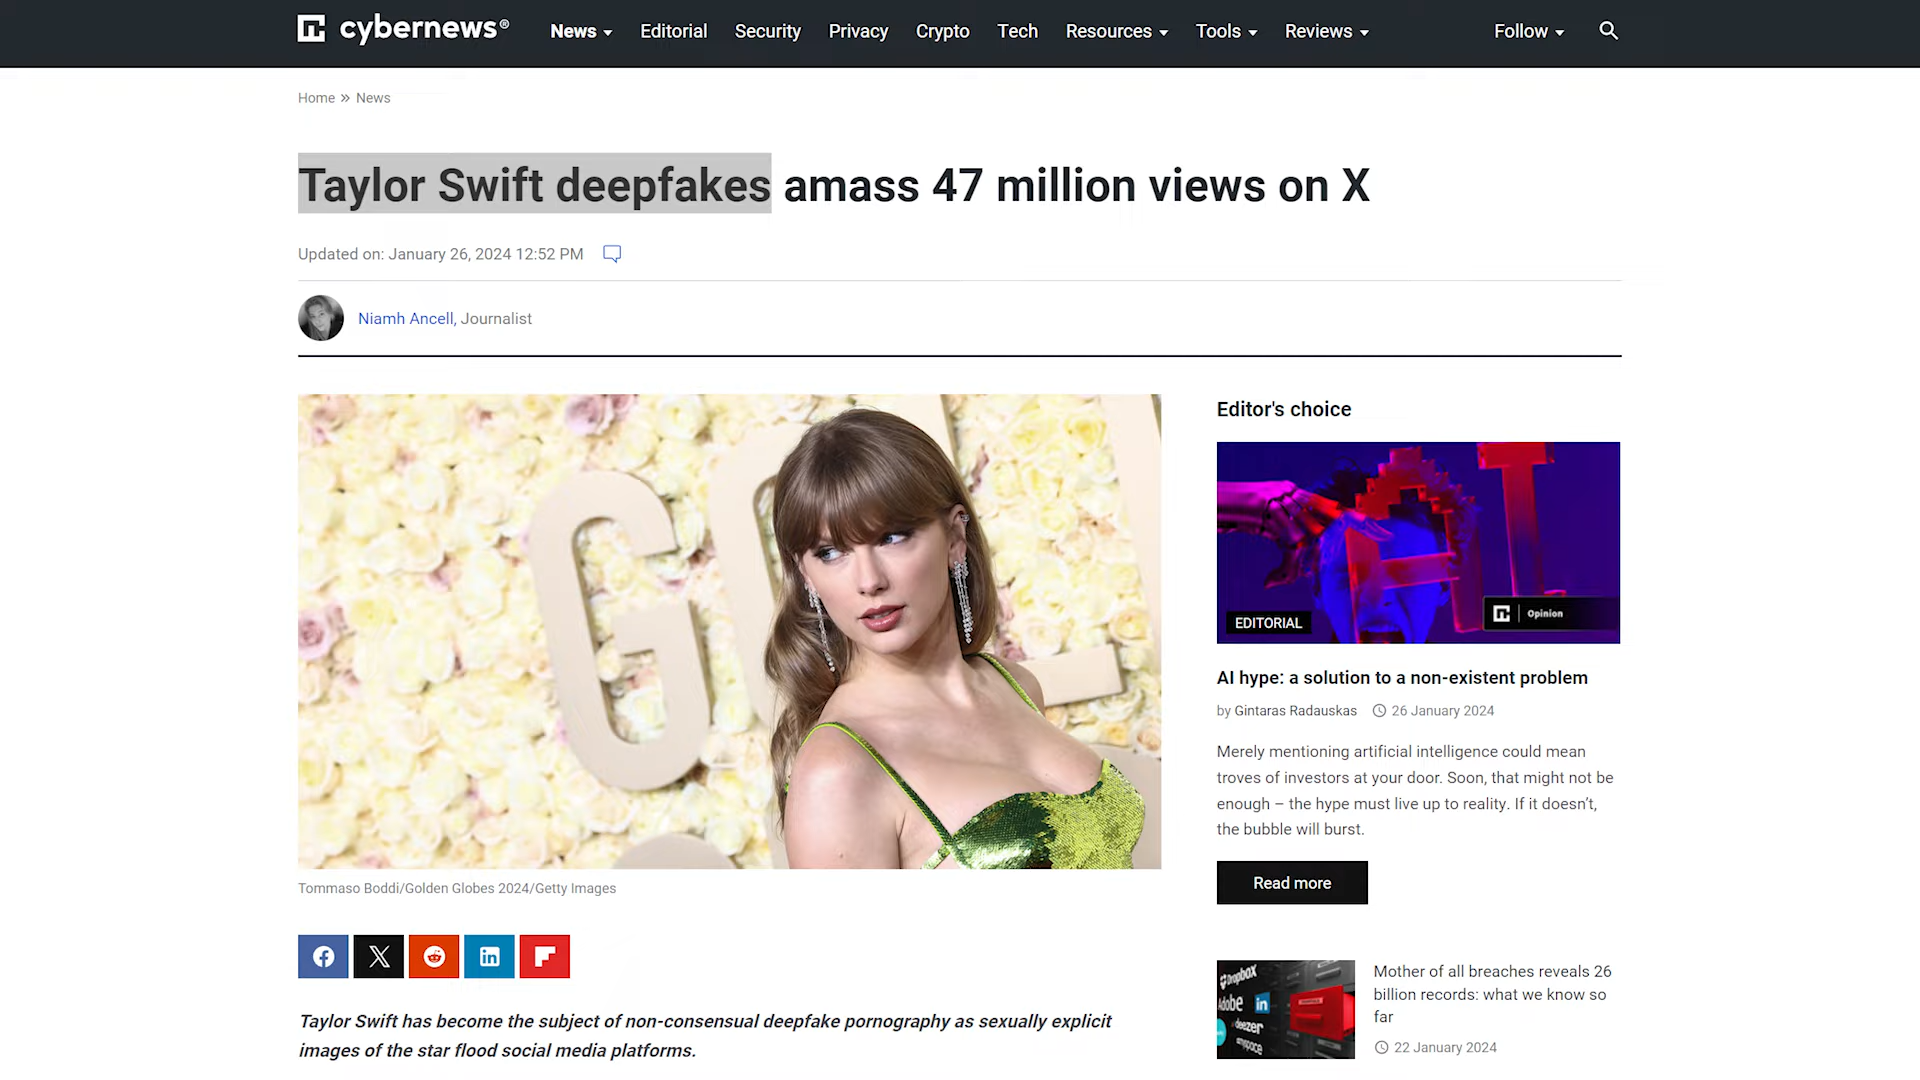 cybernews®
News
Editorial
Security
Privacy
Crypto
Tech
Resources
Tools
Reviews
Follow
Home » News
Taylor Swift deepfakes amass 47 million views on X
Updated on: January 26, 2024 12:52 PM
Niamh Ancell, Journalist
G
Tommaso Boddi/Golden Globes 2024/Getty Images
Taylor Swift has become the subject of non-consensual deepfake pornography as sexually explicit
images of the star flood social media platforms.
Editor's choice
AI
EDITORIAL
Opinion
AI hype: a solution to a non-existent problem
by Gintaras Radauskas 26 January 2024
Merely mentioning artificial intelligence could mean
troves of investors at your door. Soon, that might not be
enough – the hype must live up to reality. If it doesn’t,
the bubble will burst.
Read more
Dropbox
Adobe
in
deezer
Mother of all breaches reveals 26
billion records: what we know so
far
22 January 2024